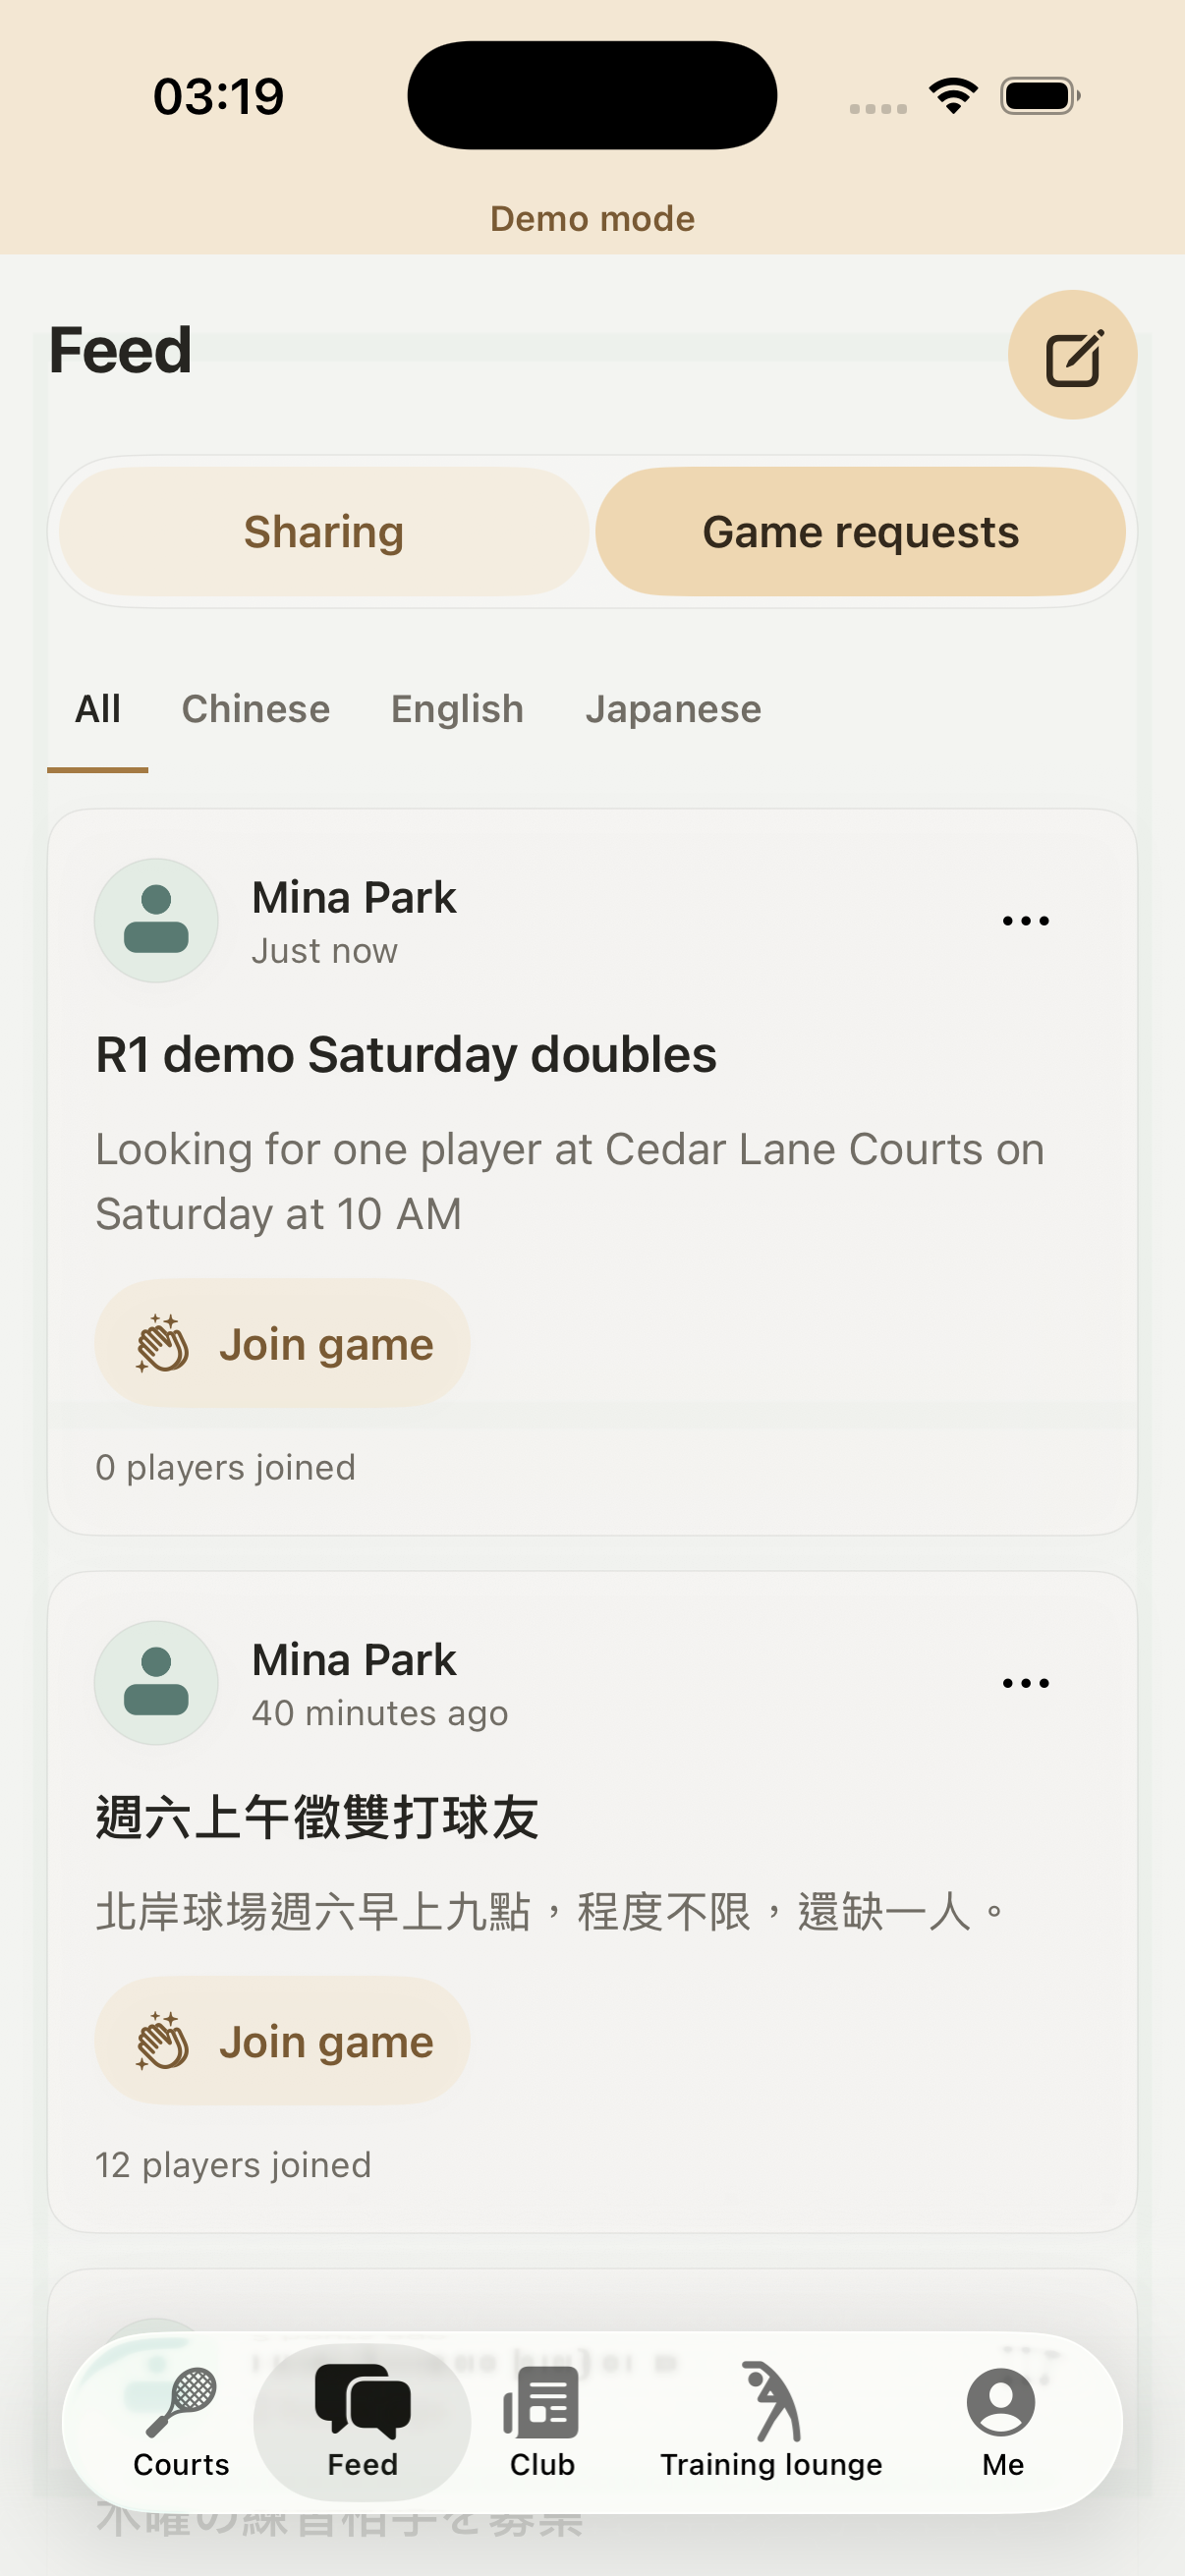 03:19
Demo mode
Feed
Sharing
Game requests
All
Chinese
English
Japanese
Mina Park
Just now
R1 demo Saturday doubles
Looking for one player at Cedar Lane Courts on
Saturday at 10 AM
Join game
0 players joined
Mina Park
40 minutes ago
週六上午徵雙打球友
北岸球場週六早上九點，程度不限，還缺一人。
Join game
12 players joined
Courts
Feed
Club
Training lounge
Me